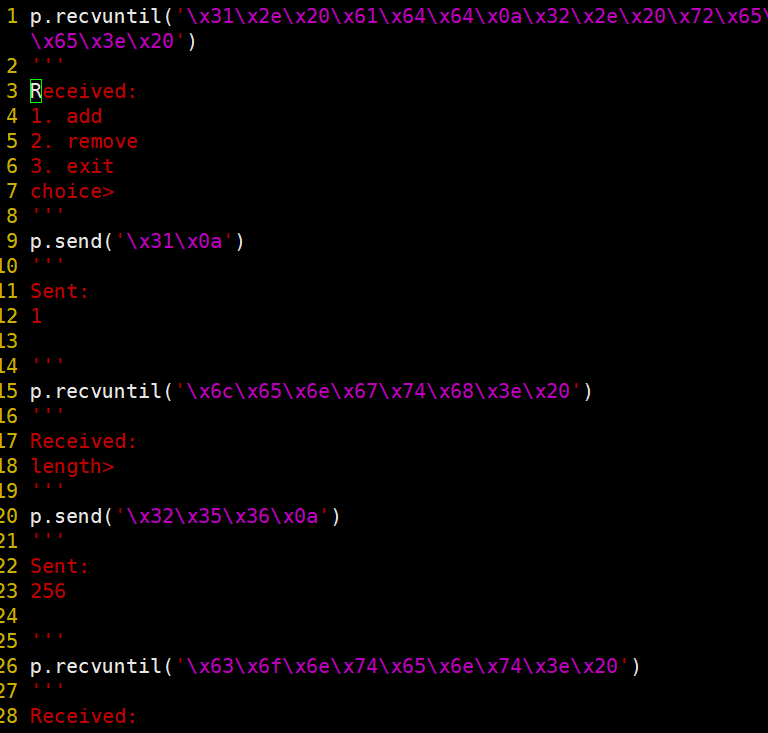 1 p.recvuntil('\x31\x2e\x20\x61\x64\x64\x0a\x32\x2e\x20\x72\x65\
\x65\x3e\x20')
2 '''
3 Received:
4 1. add
5 2. remove
6 3. exit
7 choice>
8 '''
9 p.send('\x31\x0a')
10 '''
11 Sent:
12 1
13
14 '''
15 p.recvuntil('\x6c\x65\x6e\x67\x74\x68\x3e\x20')
16 '''
17 Received:
18 length>
19 '''
20 p.send('\x32\x35\x36\x0a')
21 '''
22 Sent:
23 256
24
25 '''
26 p.recvuntil('\x63\x6f\x6e\x74\x65\x6e\x74\x3e\x20')
27 '''
28 Received: